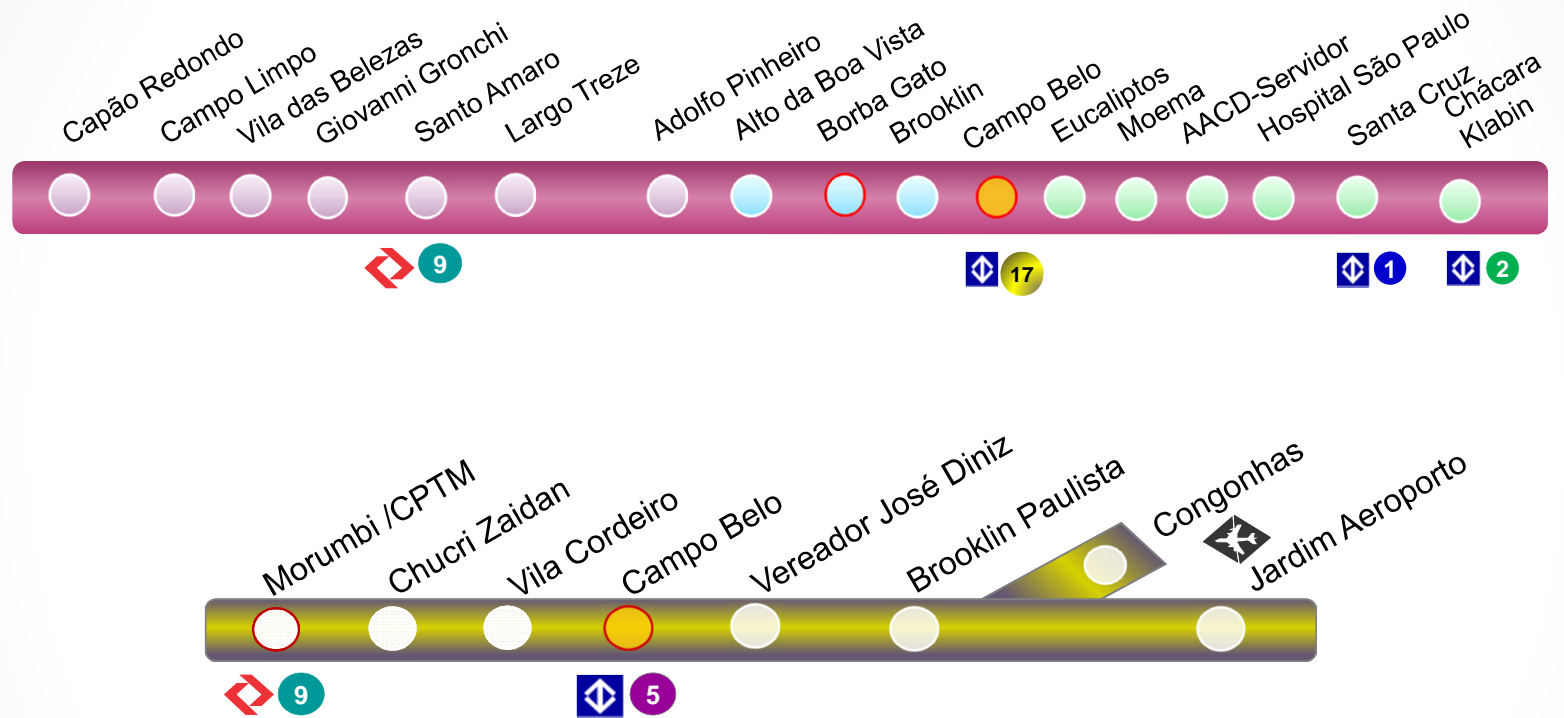 Capão Redondo
Campo Limpo
Vila das Belezas
Giovanni Gronchi
Santo Amaro
Largo Treze
Adolfo Pinheiro
Alto da Boa Vista
Borba Gato
Brooklin
Campo Belo
Eucaliptos
Moema
AACD-Servidor
Hospital São Paulo
Santa Cruz
Chácara
Klabin
9
17
1
2
Morumbi /CPTM
Chucri Zaidan
Vila Cordeiro
Campo Belo
Vereador José Diniz
Brooklin Paulista
Congonhas
Jardim Aeroporto
9
5